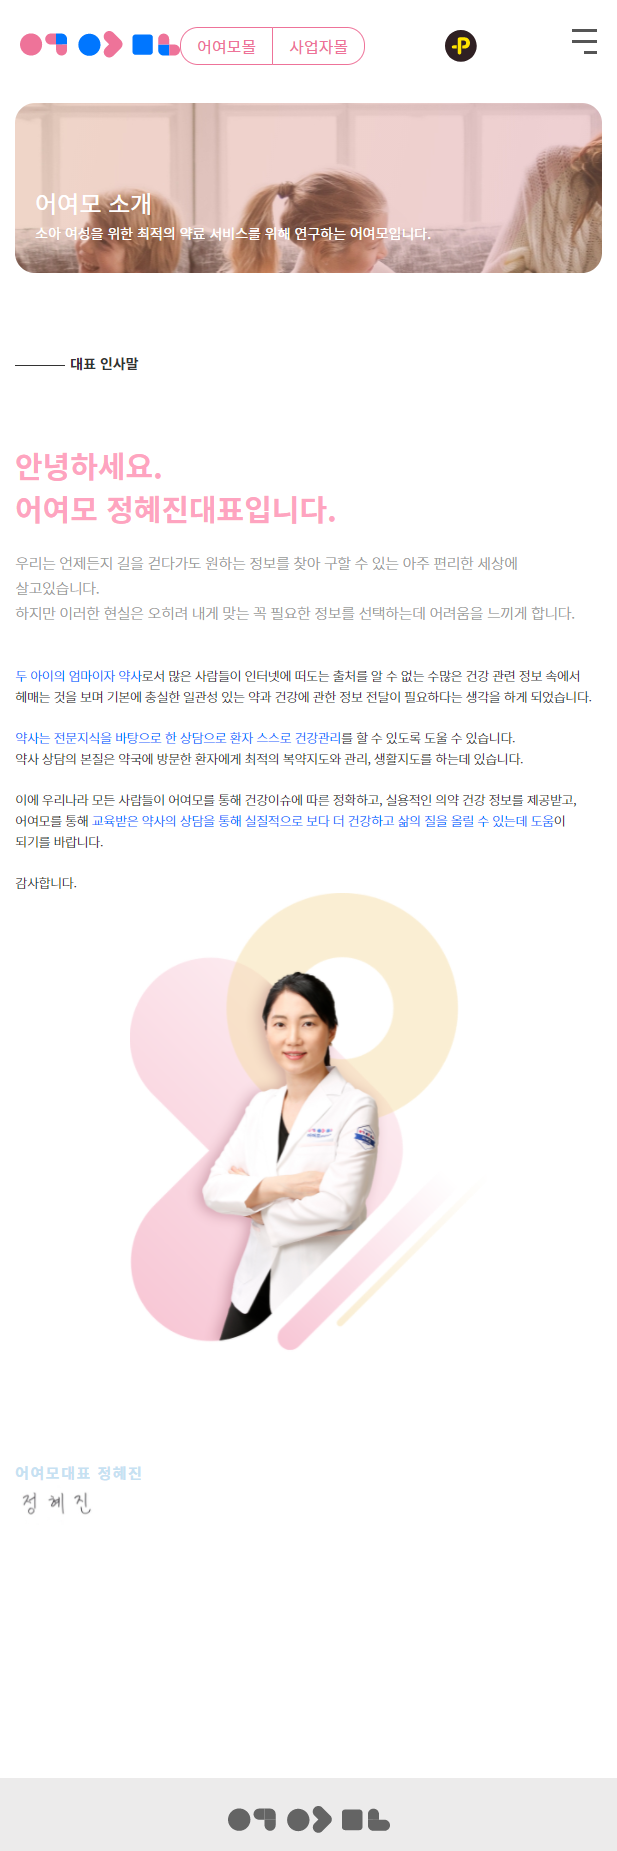 어여모몰
사업자몰
P
어여모 소개
소아 여성을 위한 최적의 약료 서비스를 위해 연구하는 어여모입니다.
대표 인사말
안녕하세요.
어여모 정혜진대표입니다.
우리는 언제든지 길을 걷다가도 원하는 정보를 찾아 구할 수 있는 아주 편리한 세상에
살고있습니다.
하지만 이러한 현실은 오히려 내게 맞는 꼭 필요한 정보를 선택하는데 어려움을 느끼게 합니다.
두 아이의 엄마이자 약사로서 많은 사람들이 인터넷에 떠도는 출처를 알 수 없는 수많은 건강 관련 정보 속에서
헤매는 것을 보며 기본에 충실한 일관성 있는 약과 건강에 관한 정보 전달이 필요하다는 생각을 하게 되었습니다.
약사는 전문지식을 바탕으로 한 상담으로 환자 스스로 건강관리를 할 수 있도록 도울 수 있습니다.
약사 상담의 본질은 약국에 방문한 환자에게 최적의 복약지도와 관리, 생활지도를 하는데 있습니다.
이에 우리나라 모든 사람들이 어여모를 통해 건강이슈에 따른 정확하고, 실용적인 의약 건강 정보를 제공받고,
어여모를 통해 교육받은 약사의 상담을 통해 실질적으로 보다 더 건강하고 삶의 질을 올릴 수 있는데 도움이
되기를 바랍니다.
감사합니다.
어여모대표 정혜진
정혜진